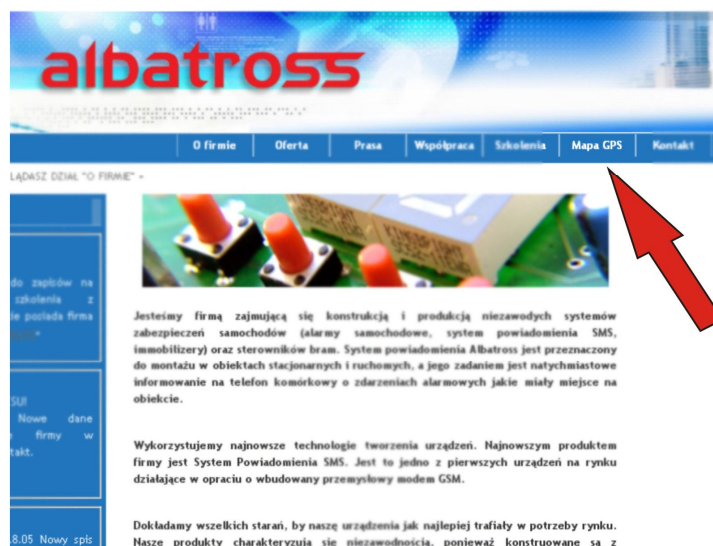 albatross
O firmie Oferta Prasa Współpraca Szkolenia Mapa GPS Kontakt
LĄDASZ DZIAŁ "O FIRMIE" -
do zapisów na
szkolenia z
ie posiada firma
SU!
Nowe dane
firmy w
takt.
8.05 Nowy spis
Jesteśmy firmą zajmującą się konstrukcją i produkcją niezawodych systemów
zabezpieczeń samochodów (alarmy samochodowe, system powiadomienia SMS,
immobilizery) oraz sterowników bram. System powiadomienia Albatross jest przeznaczony
do montażu w obiektach stacjonarnych i ruchomych, a jego zadaniem jest natychmiastowe
informowanie na telefon komórkowy o zdarzeniach alarmowych jakie miały miejsce na
obiekcie.
Wykorzystujemy najnowsze technologie tworzenia urządzeń. Najnowszym produktem
firmy jest System Powiadomienia SMS. Jest to jedno z pierwszych urządzeń na rynku
działające w opraciu o wbudowany przemysłowy modem GSM.
Dokładamy wszelkich starań, by naszę urządzenia jak najlepiej trafiały w potrzeby rynku.
Nasze produkty charakteryzują się niezawodnością, ponieważ konstruowane są z